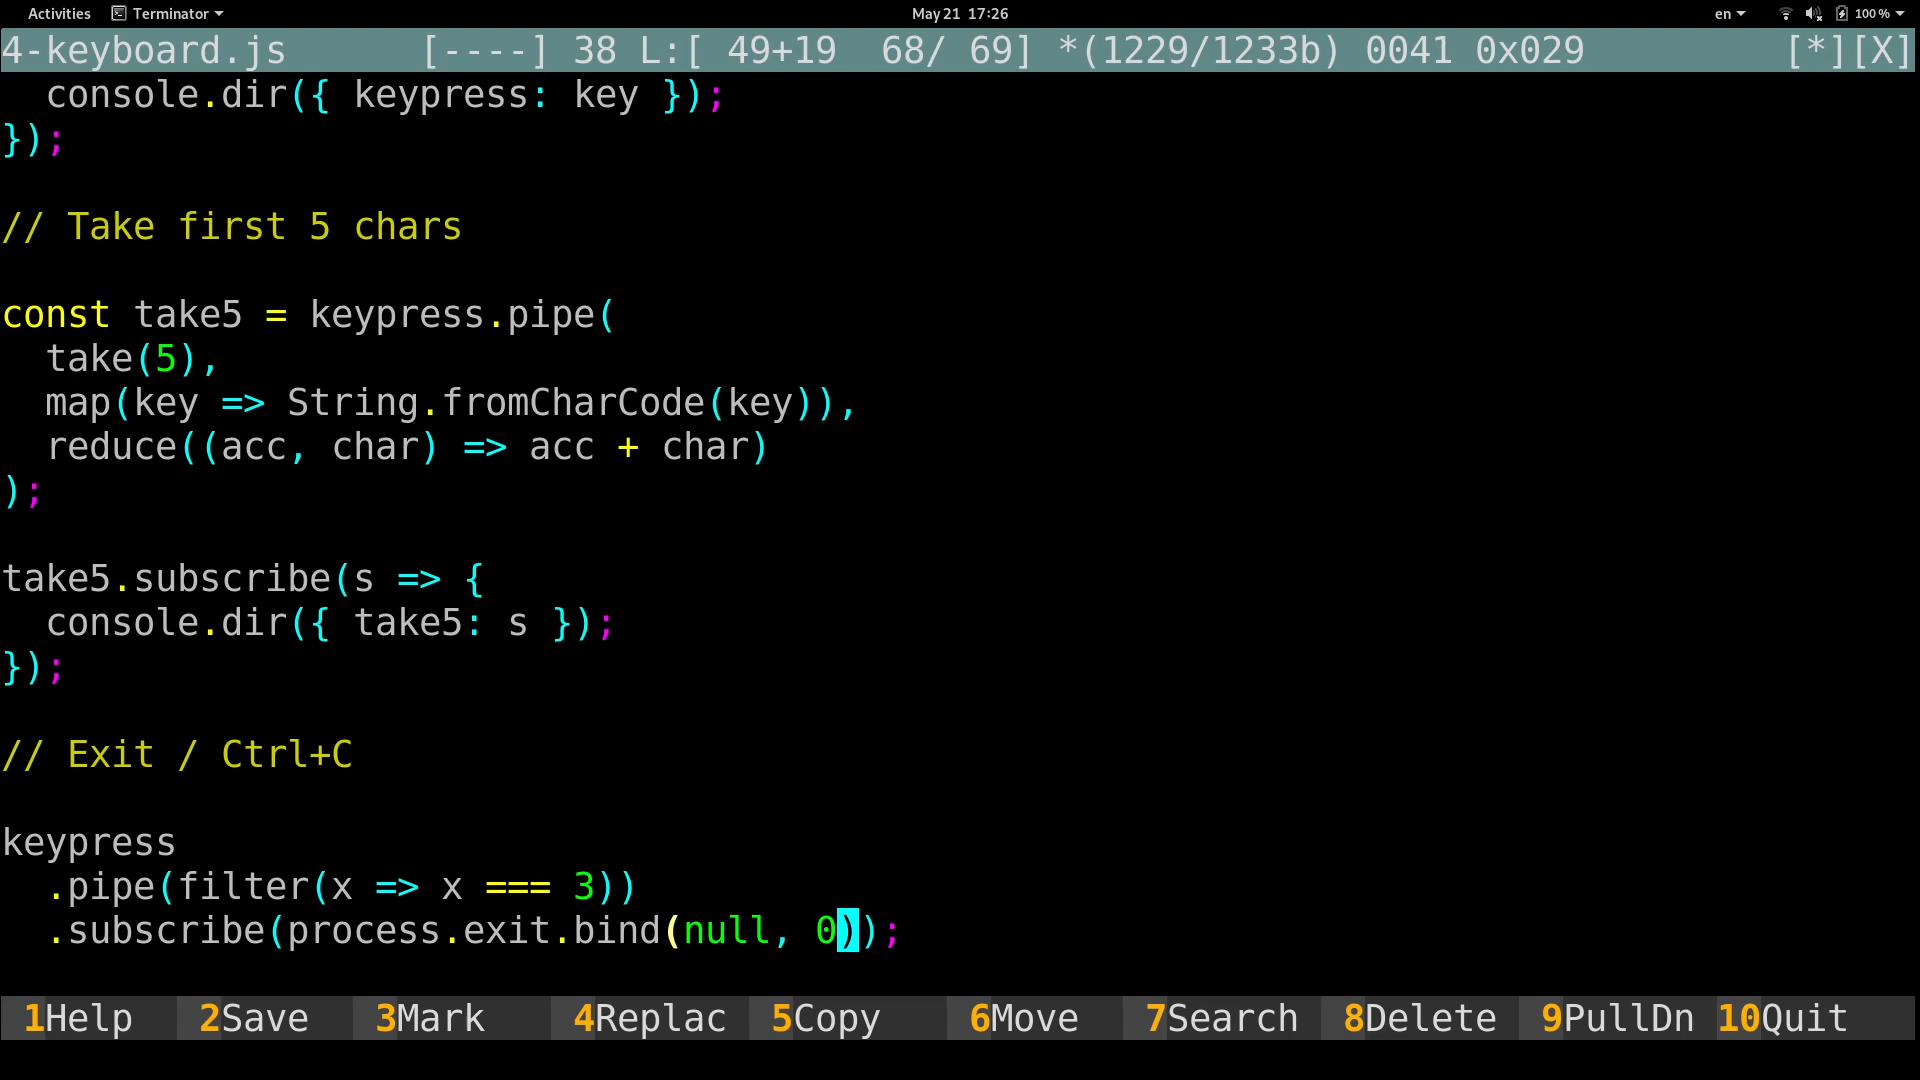 Activities Terminator May 21 17:26 en 100%
4-keyboard.js [----] 38 L:[ 49+19 68/ 69] *(1229/1233b) 0041 0x029 [*][X]
  console.dir({ keypress: key });
});

// Take first 5 chars

const take5 = keypress.pipe(
  take(5),
  map(key => String.fromCharCode(key)),
  reduce((acc, char) => acc + char)
);

take5.subscribe(s => {
  console.dir({ take5: s });
});

// Exit / Ctrl+C

keypress
  .pipe(filter(x => x === 3))
  .subscribe(process.exit.bind(null, 0));
1Help 2Save 3Mark 4Replac 5Copy 6Move 7Search 8Delete 9PullDn 10Quit